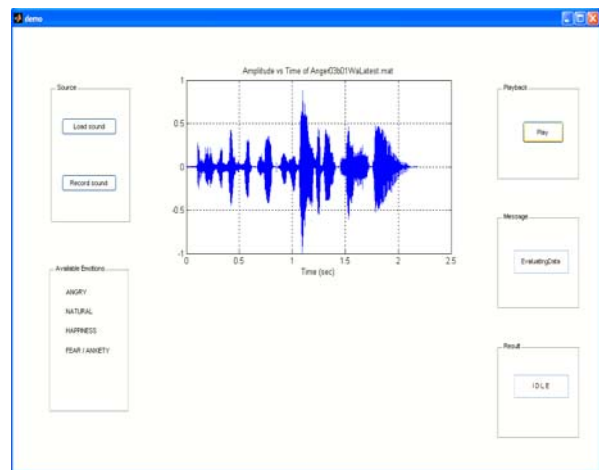 demo
Source
Load sound
Record sound
Available Emotions
ANGRY
NATURAL
HAPPINESS
FEAR / ANXIETY
Amplitude vs Time of Anger03b01WaLatest.mat
1
0.5
0
-0.5
-1
0
0.5
1
1.5
2
2.5
Time (sec)
Playback
Play
Message
EvaluatingData
Result
I D L E